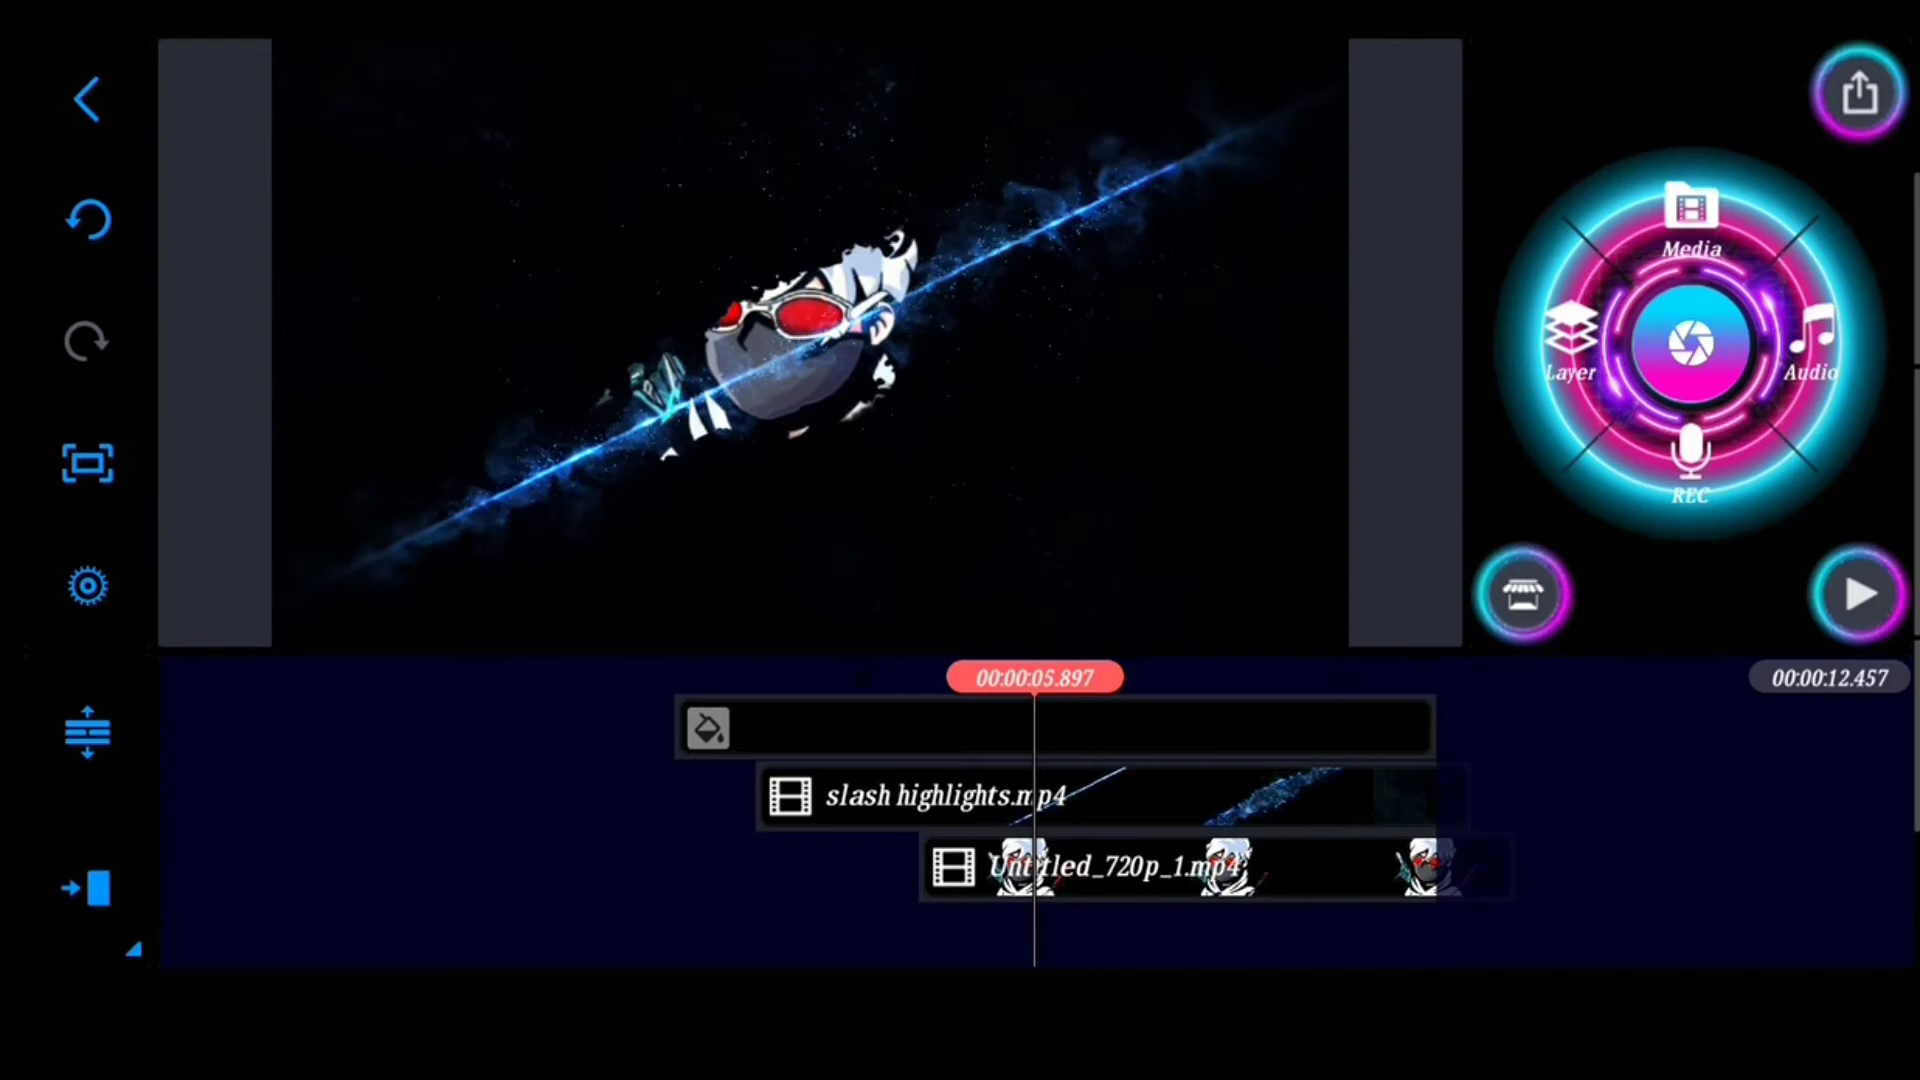 Media
Layer
Audio
REC
00:00:05.897
00:00:12.457
slash highlights.mp4
Untitled_720p_1.mp4